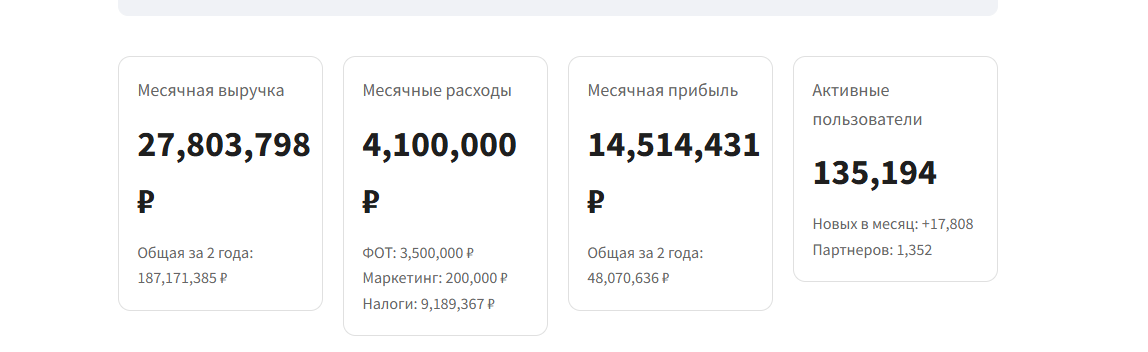 Месячная выручка
27,803,798
₽
Общая за 2 года:
187,171,385 ₽
Месячные расходы
4,100,000
₽
ФОТ: 3,500,000 ₽
Маркетинг: 200,000 ₽
Налоги: 9,189,367 ₽
Месячная прибыль
14,514,431
₽
Общая за 2 года:
48,070,636 ₽
Активные
пользователи
135,194
Новых в месяц: +17,808
Партнеров: 1,352